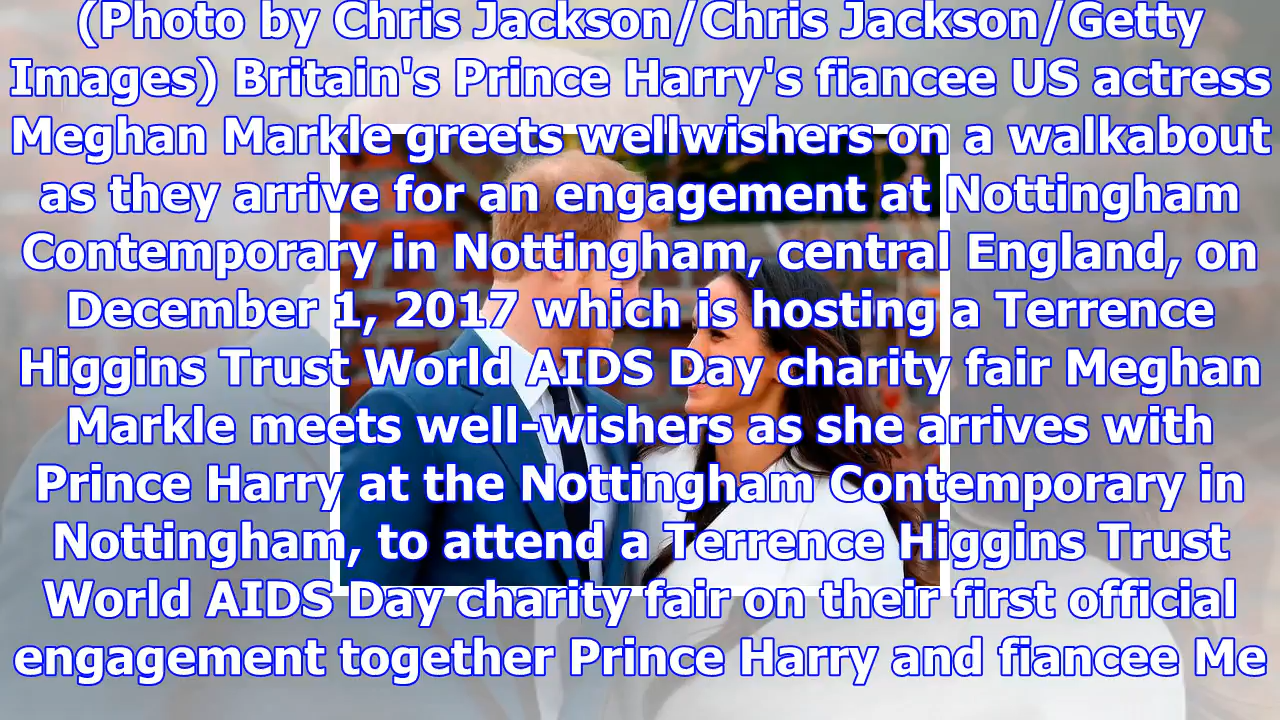 (Photo by Chris Jackson/Chris Jackson/Getty
Images) Britain's Prince Harry's fiancee US actress
Meghan Markle greets wellwishers on a walkabout
as they arrive for an engagement at Nottingham
Contemporary in Nottingham, central England, on
December 1, 2017 which is hosting a Terrence
Higgins Trust World AIDS Day charity fair Meghan
Markle meets well-wishers as she arrives with
Prince Harry at the Nottingham Contemporary in
Nottingham, to attend a Terrence Higgins Trust
World AIDS Day charity fair on their first official
engagement together Prince Harry and fiancee Me